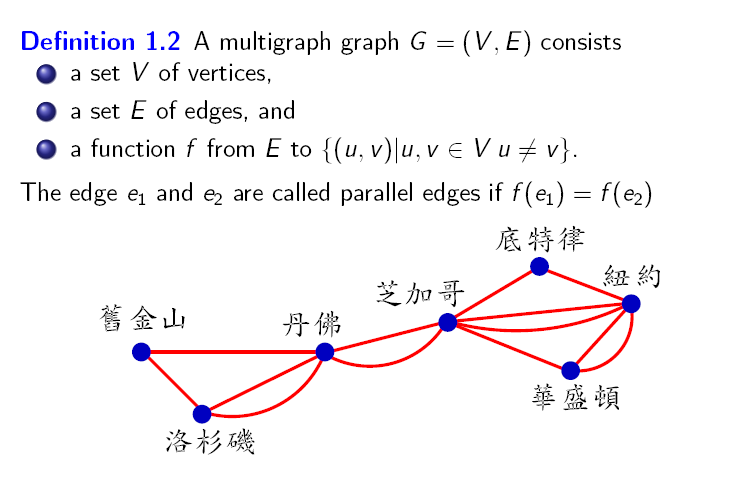 Definition 1.2 A multigraph graph G = (V, E) consists
a set V of vertices,
a set E of edges, and
a function f from E to {(u, v)|u, v ∈ V u ≠ v}.
The edge e₁ and e₂ are called parallel edges if f(e₁) = f(e₂)
底特律
紐約
芝加哥
舊金山
丹佛
華盛頓
洛杉磯